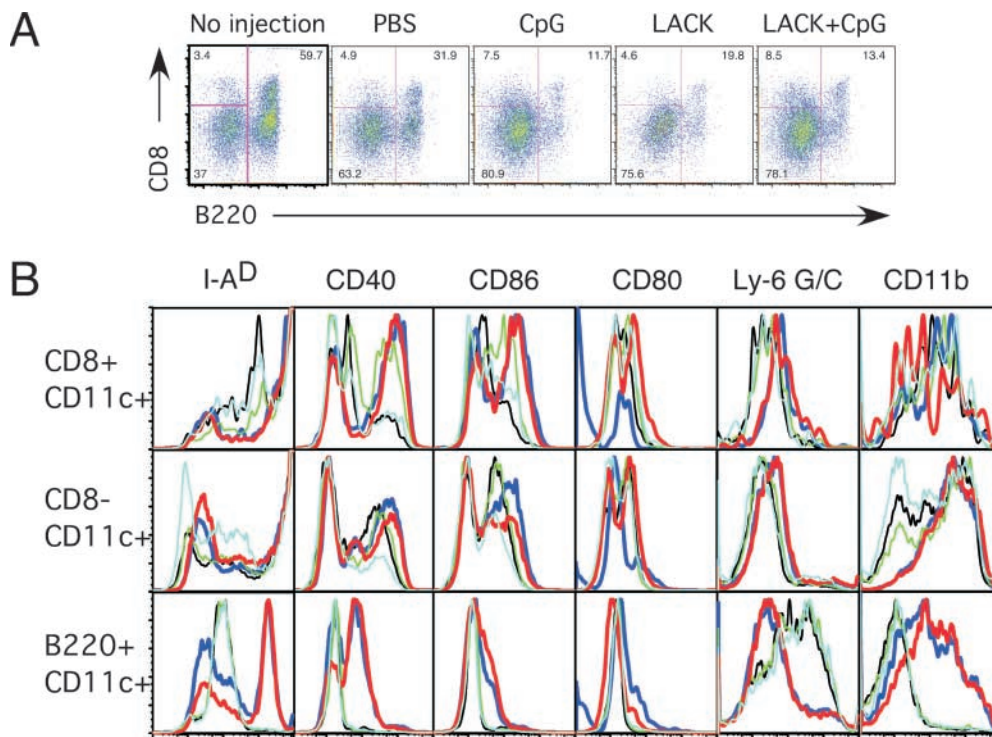 A
No injection PBS CpG LACK LACK+CpG
3.4 59.7 4.9 31.9 7.5 11.7 4.6 19.8 8.5 13.4
CD8
37 63.2 80.9 75.6 78.1
B220
B
I-AD CD40 CD86 CD80 Ly-6 G/C CD11b
CD8+
CD11c+
CD8-
CD11c+
B220+
CD11c+